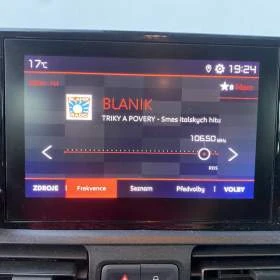 17°C 19:24
BLANIK
TRIKY A POVERY - Smes italskych hitu
106.50 MHz
RDS
ZDROJE Frekvence Seznam Předvolby VOLBY